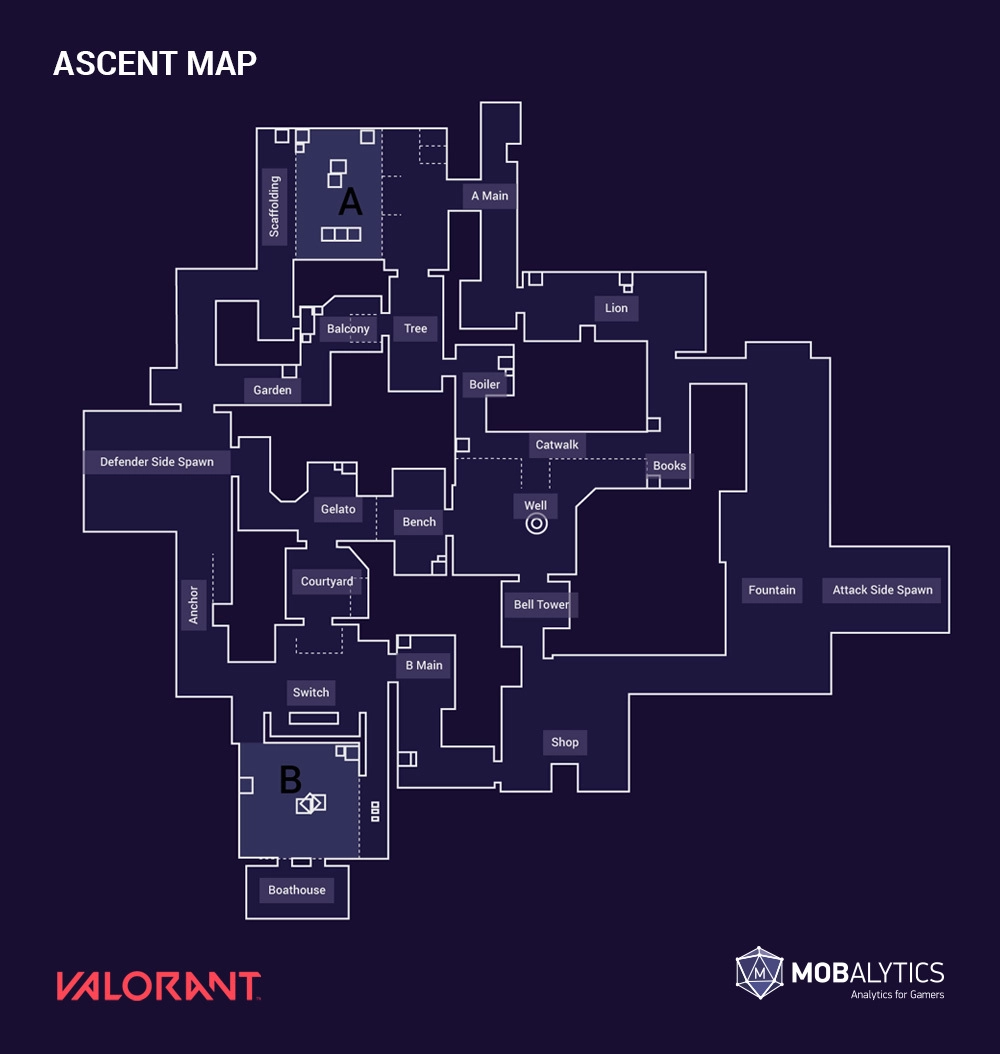 ASCENT MAP
A Main
Scaffolding
A
Lion
Balcony
Tree
Boiler
Garden
Catwalk
Defender Side Spawn
Books
Gelato
Well
Bench
Courtyard
Fountain
Attack Side Spawn
Anchor
Bell Tower
B Main
Switch
Shop
B
Boathouse
VALORANT
M
MOBALYTICS
Analytics for Gamers